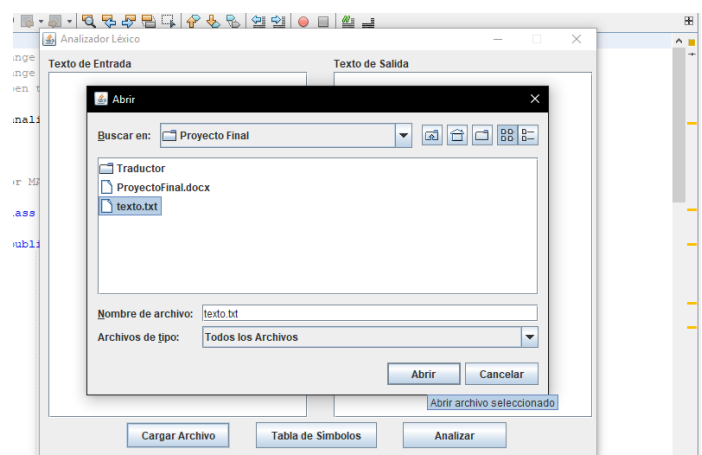 Analizador Léxico
Texto de Entrada
Texto de Salida
Abrir
Buscar en:
Proyecto Final
Traductor
ProyectoFinal.docx
texto.txt
Nombre de archivo:
texto.txt
Archivos de tipo:
Todos los Archivos
Abrir
Cancelar
Abrir archivo seleccionado
Cargar Archivo
Tabla de Símbolos
Analizar